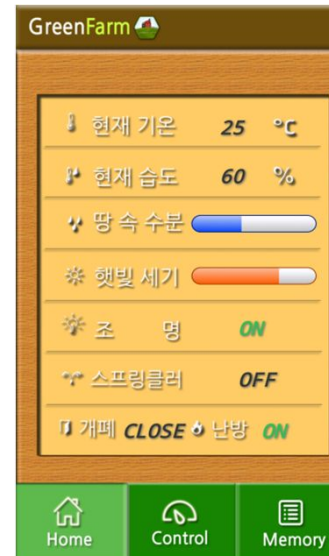 GreenFarm
현재 기온 25 °C
현재 습도 60 %
땅 속 수분
햇빛 세기
조 명 ON
스프링클러 OFF
개폐 CLOSE 난방 ON
Home Control Memory